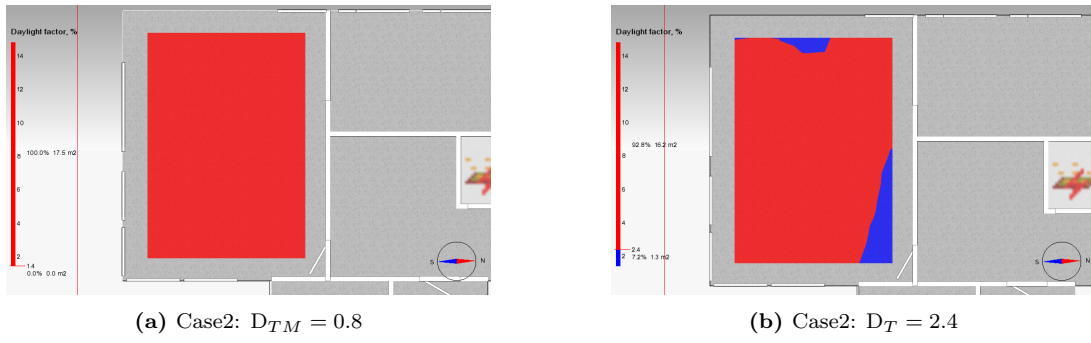 Daylight factor, %
14
12
10
100.0% 17.5 m2
8
6
4
2
1.4
0.0% 0.0 m2
S N
Daylight factor, %
14
12
10
92.8% 16.2 m2
8
6
4
2.4
2
7.2% 1.3 m2
S N
(a) Case2: D_{TM} = 0.8
(b) Case2: D_T = 2.4